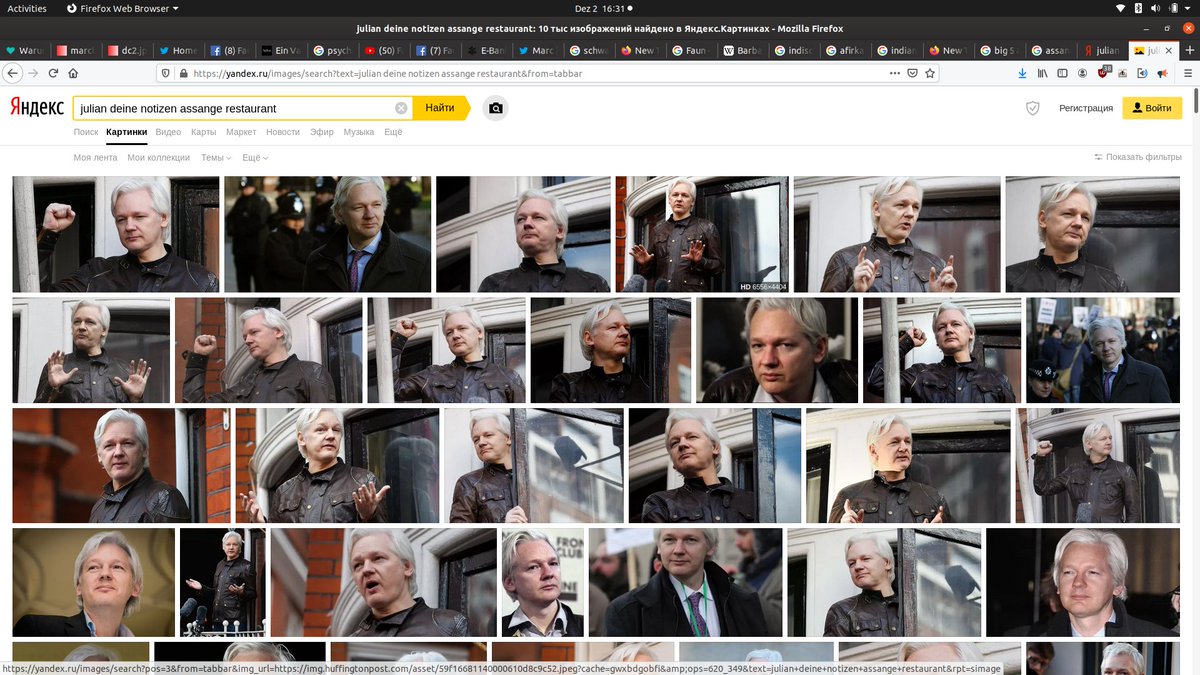 Activities Firefox Web Browser Dez 2 16:31
julian deine notizen assange restaurant: 10 тыс изображений найдено в Яндекс.Картинках - Mozilla Firefox
Warun marcl dc2.jp Home (8) Fa Ein Va psych (50) Fu (7) Fa E-Ban Marc schwe New T Faun - Barba indisc afirka indian New T big 5 assan julian juli
https://yandex.ru/images/search?text=julian deine notizen assange restaurant&from=tabbar
Яндекс julian deine notizen assange restaurant Найти Регистрация Войти
Поиск Картинки Видео Карты Маркет Новости Эфир Музыка Ещё
Моя лента Мои коллекции Темы Ещё Показать фильтры
HD 6556×4404
https://yandex.ru/images/search?pos=3&from=tabbar&img_url=https://img.huffingtonpost.com/asset/59f16681140000610d8c9c52.jpeg?cache=gwxbdgobfi&amp;ops=620_349&text=julian+deine+notizen+assange+restaurant&rpt=simage